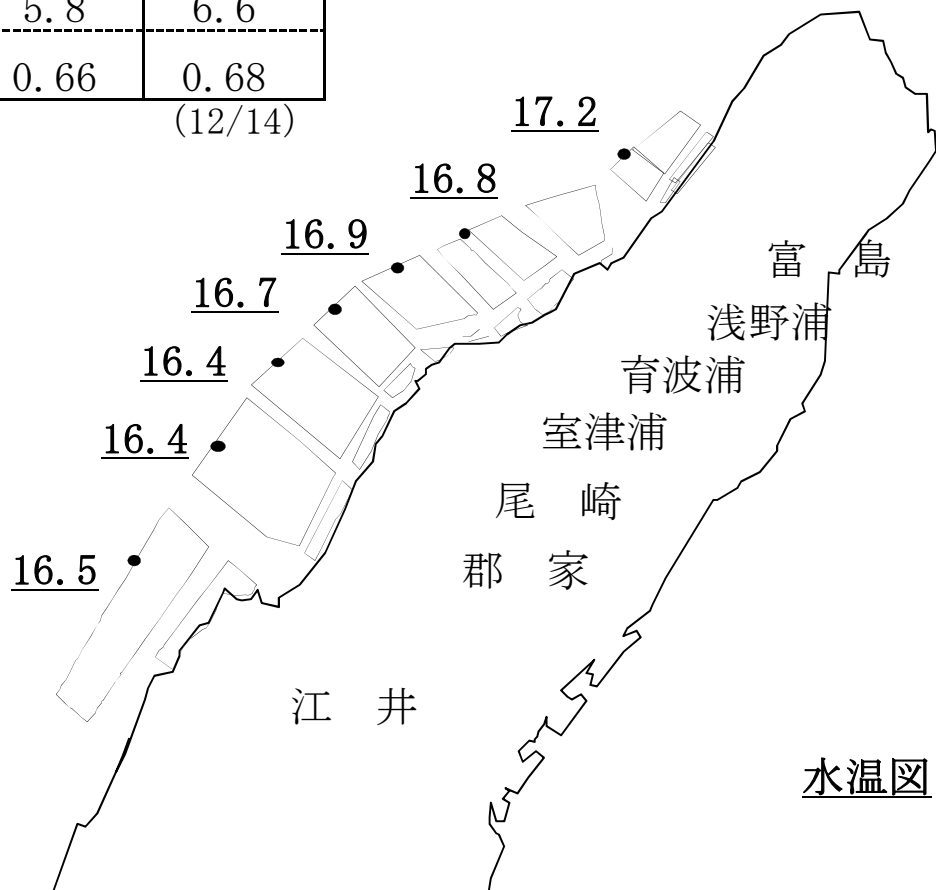 5.8 6.6
0.66 0.68
(12/14)
17.2
16.8
16.9
16.7
16.4
16.4
16.5
富 島
浅野浦
育波浦
室津浦
尾 崎
郡 家
江 井
水温図